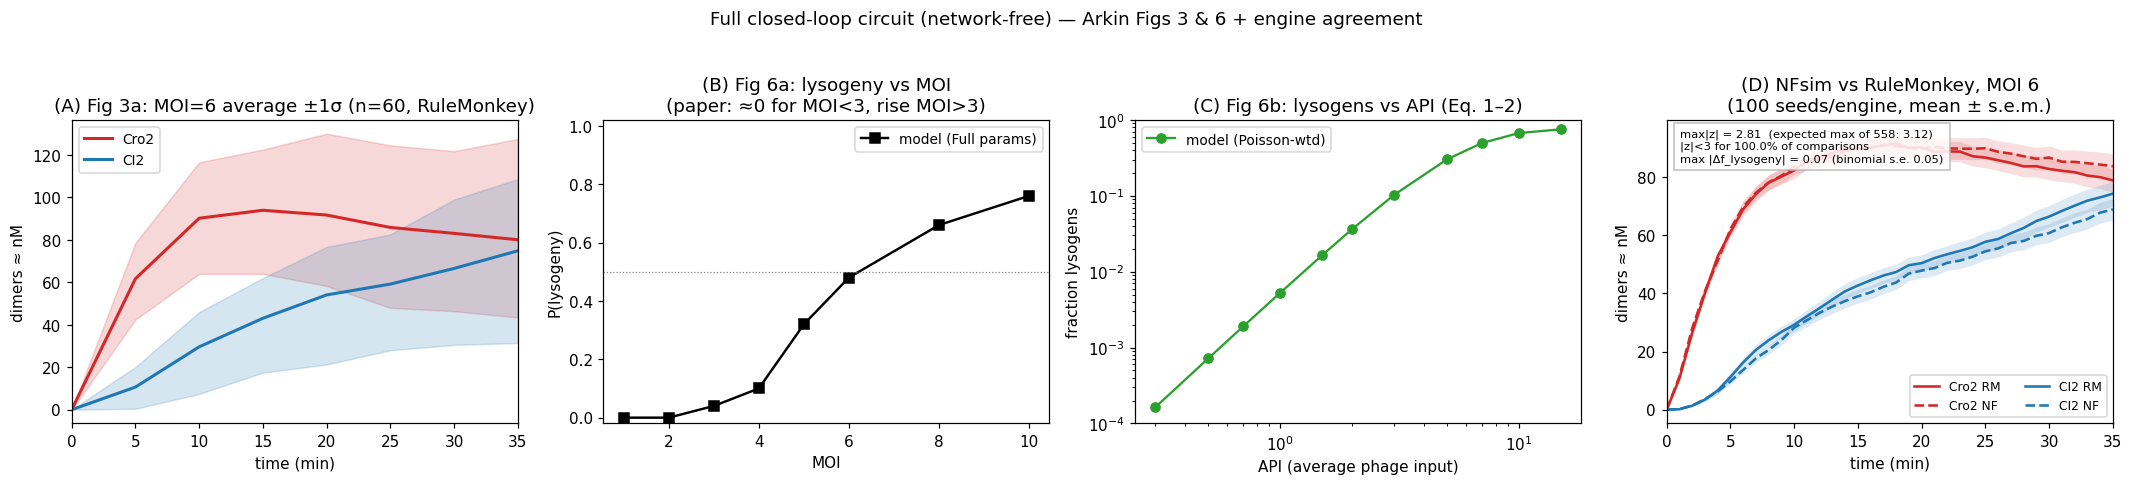 Full closed-loop circuit (network-free) — Arkin Figs 3 & 6 + engine agreement
(A) Fig 3a: MOI=6 average ±1σ (n=60, RuleMonkey)
Cro2
CI2
120
100
80
60
40
20
0
dimers ≈ nM
0 5 10 15 20 25 30 35
time (min)
(B) Fig 6a: lysogeny vs MOI
(paper: ≈0 for MOI<3, rise MOI>3)
model (Full params)
1.0
0.8
0.6
0.4
0.2
0.0
P(lysogeny)
2 4 6 8 10
MOI
(C) Fig 6b: lysogens vs API (Eq. 1–2)
model (Poisson-wtd)
10⁰
10⁻¹
10⁻²
10⁻³
10⁻⁴
fraction lysogens
10⁰ 10¹
API (average phage input)
(D) NFsim vs RuleMonkey, MOI 6
(100 seeds/engine, mean ± s.e.m.)
max|z| = 2.81 (expected max of 558: 3.12)
|z|<3 for 100.0% of comparisons
max |Δf_lysogeny| = 0.07 (binomial s.e. 0.05)
80
60
40
20
0
dimers ≈ nM
Cro2 RM CI2 RM
Cro2 NF CI2 NF
0 5 10 15 20 25 30 35
time (min)